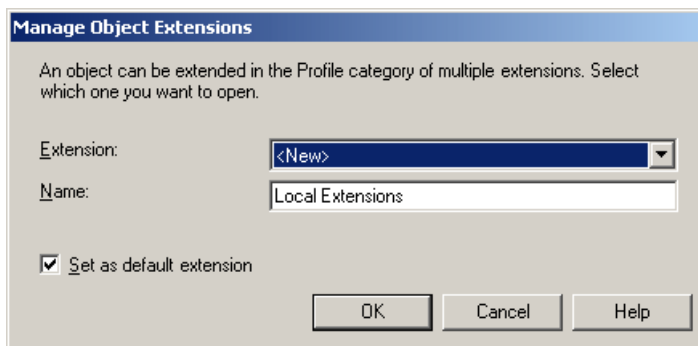 Manage Object Extensions
An object can be extended in the Profile category of multiple extensions. Select
which one you want to open.
Extension:
<New>
Name:
Local Extensions
Set as default extension
OK Cancel Help